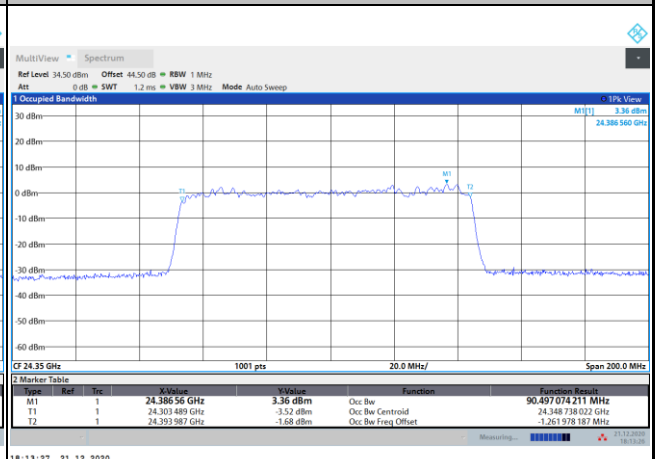 MultiView Spectrum
Ref Level 34.50 dBm Offset 44.50 dB RBW 1 MHz
Att 0 dB SWT 1.2 ms VBW 3 MHz Mode Auto Sweep
1 Occupied Bandwidth 1Pk View
M1[1] 3.36 dBm
24.386 560 GHz
30 dBm
20 dBm
10 dBm
M1
T1 T2
0 dBm
-10 dBm
-20 dBm
-30 dBm
-40 dBm
-50 dBm
-60 dBm
CF 24.35 GHz 1001 pts 20.0 MHz/ Span 200.0 MHz
2 Marker Table
Type Ref Trc X-Value Y-Value Function Function Result
M1 1 24.386 56 GHz 3.36 dBm Occ Bw 90.497 074 211 MHz
T1 1 24.303 489 GHz -3.52 dBm Occ Bw Centroid 24.348 738 022 GHz
T2 1 24.393 987 GHz -1.68 dBm Occ Bw Freq Offset -1.261 978 187 MHz
Measuring... 21.12.2020
18:13:26
18:13:27 21.12.2020